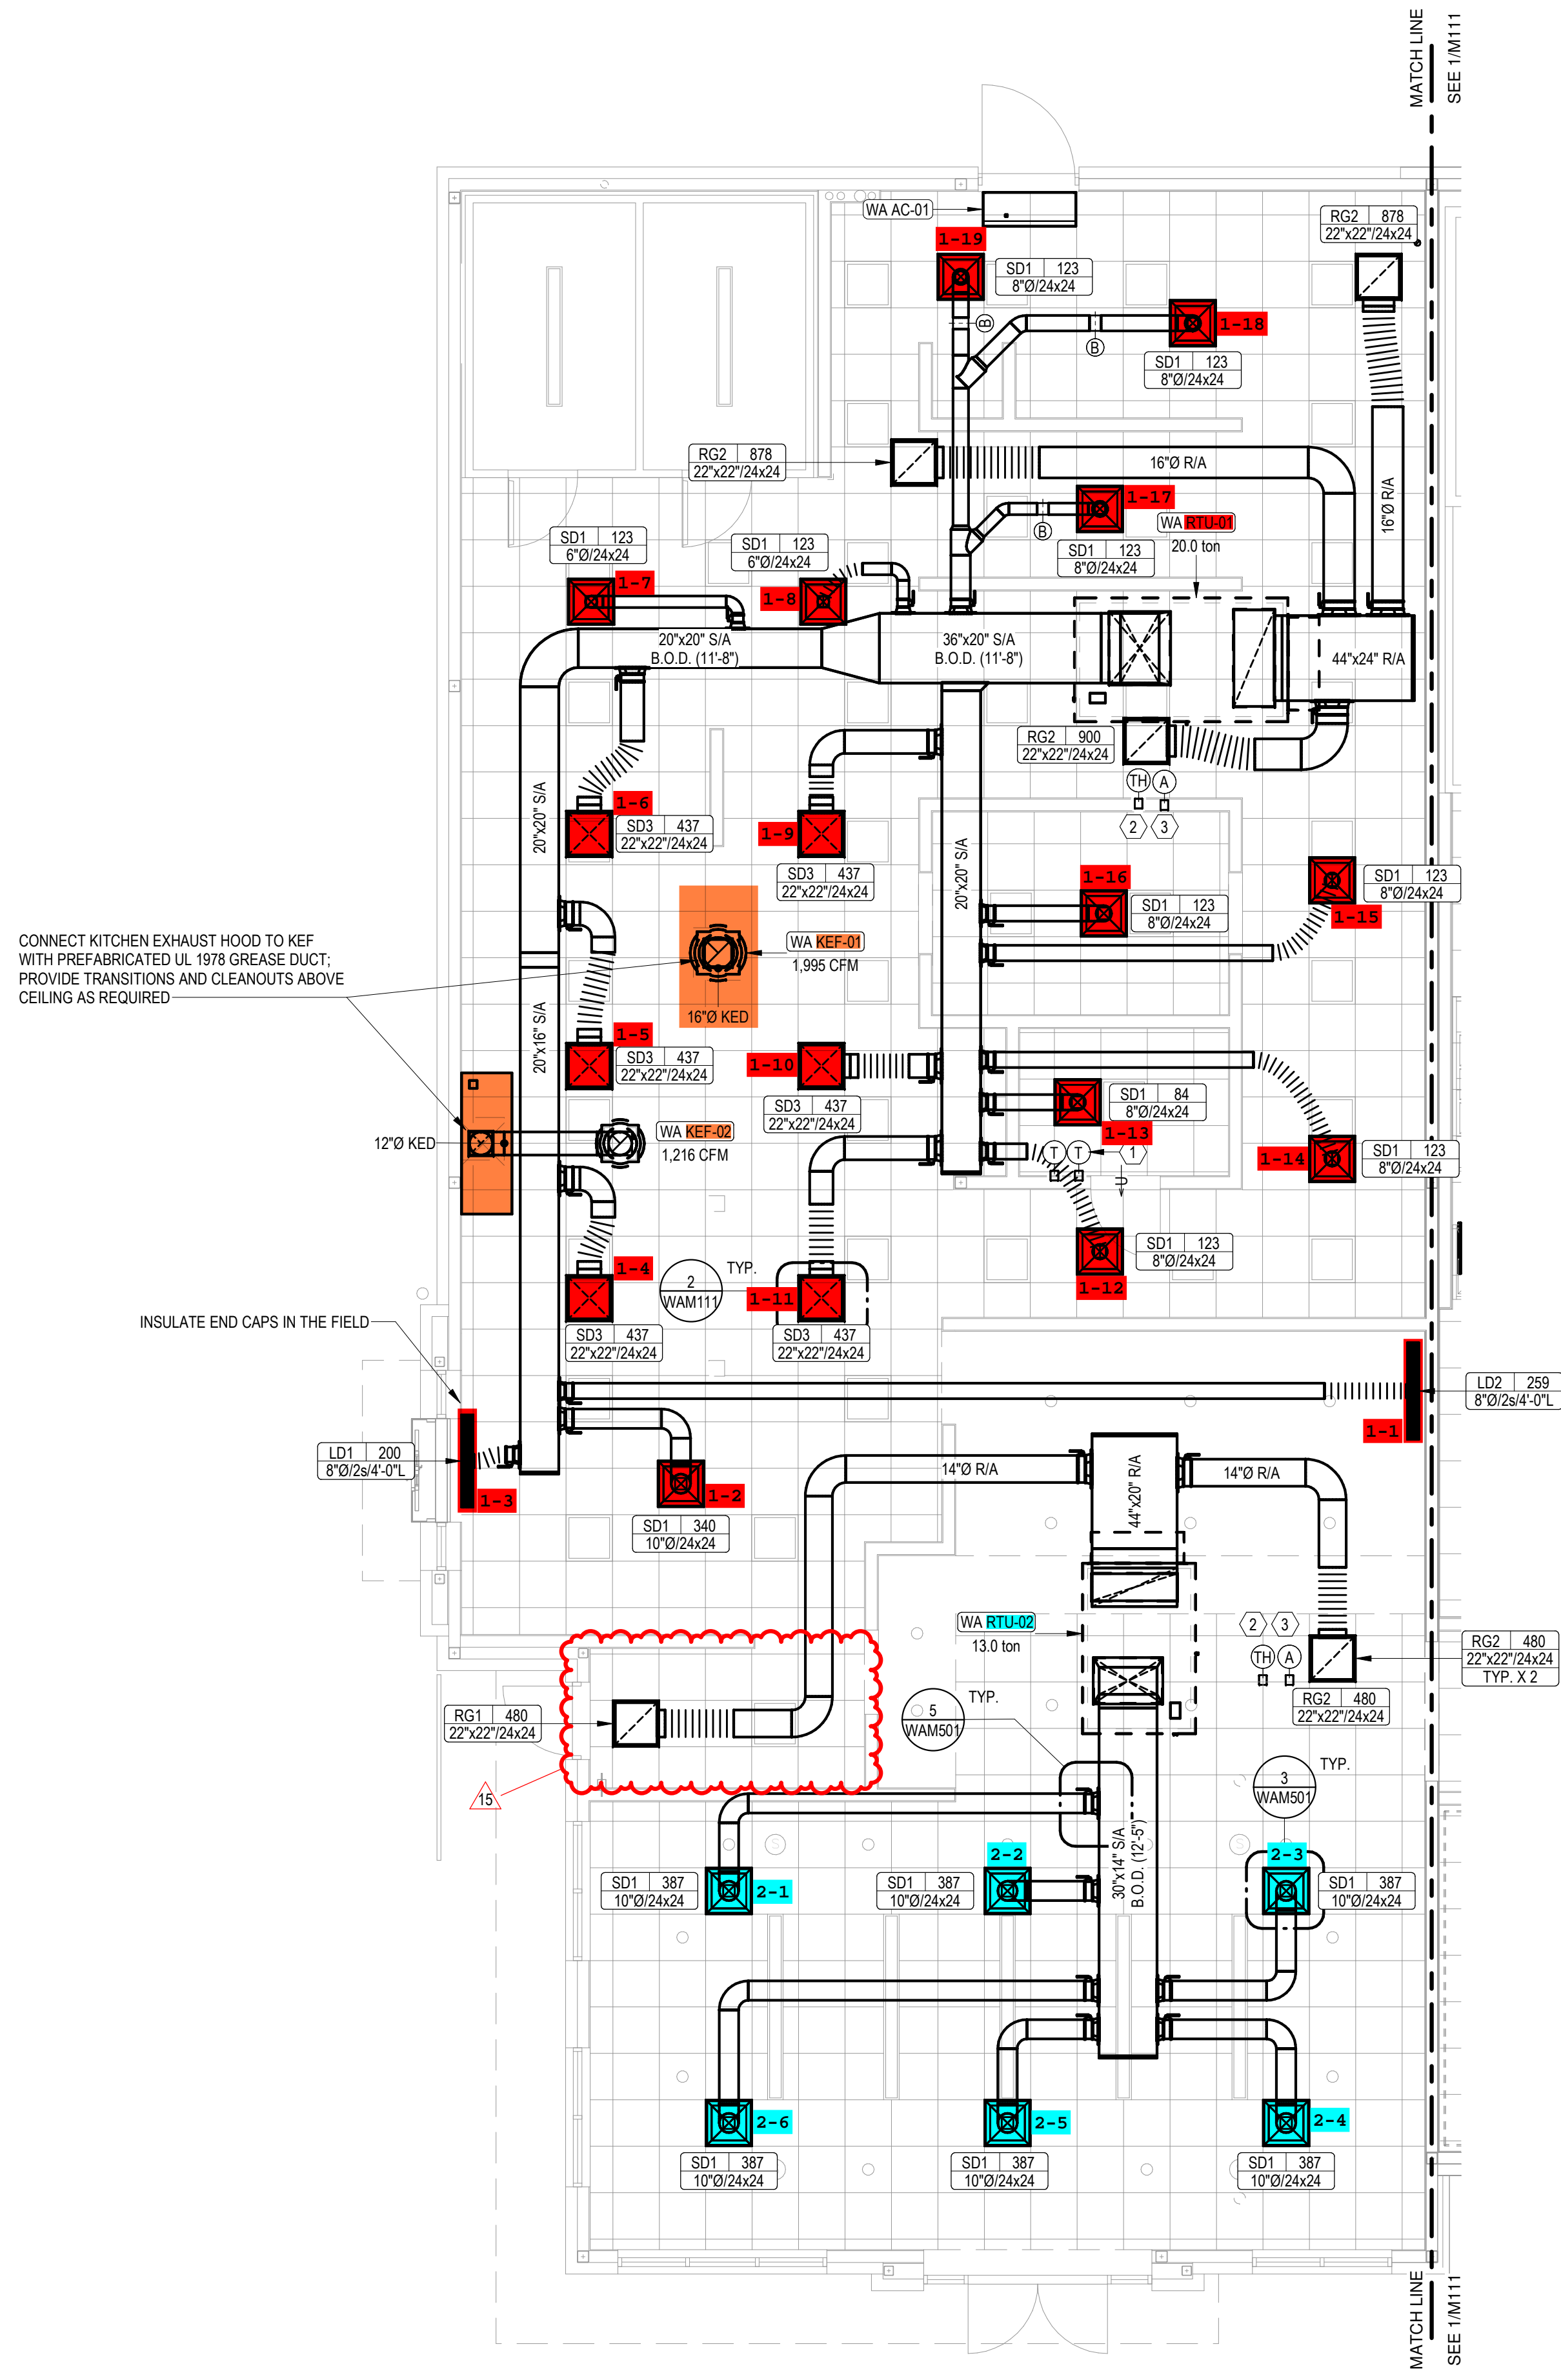 MATCH LINE
SEE 1/M111
WA AC-01
RG2 878
22"x22"/24x24
1-19
SD1 123
8"Ø/24x24
B
1-18
B
SD1 123
8"Ø/24x24
RG2 878
22"x22"/24x24
16"Ø R/A
16"Ø R/A
1-17
B
WA RTU-01
20.0 ton
SD1 123
8"Ø/24x24
SD1 123
6"Ø/24x24
SD1 123
6"Ø/24x24
1-7
1-8
20"x20" S/A
B.O.D. (11'-8")
36"x20" S/A
B.O.D. (11'-8")
44"x24" R/A
RG2 900
22"x22"/24x24
TH
A
2
3
20"x20" S/A
1-6
SD3 437
22"x22"/24x24
1-9
SD3 437
22"x22"/24x24
20"x20" S/A
1-16
SD1 123
8"Ø/24x24
SD1 123
8"Ø/24x24
1-15
CONNECT KITCHEN EXHAUST HOOD TO KEF
WITH PREFABRICATED UL 1978 GREASE DUCT;
PROVIDE TRANSITIONS AND CLEANOUTS ABOVE
CEILING AS REQUIRED
WA KEF-01
1,995 CFM
16"Ø KED
20"x16" S/A
1-5
SD3 437
22"x22"/24x24
1-10
SD3 437
22"x22"/24x24
SD1 84
8"Ø/24x24
1-13
12"Ø KED
WA KEF-02
1,216 CFM
T
T
1
U
1-14
SD1 123
8"Ø/24x24
SD1 123
8"Ø/24x24
1-12
1-4
2
WAM111
TYP.
1-11
SD3 437
22"x22"/24x24
SD3 437
22"x22"/24x24
INSULATE END CAPS IN THE FIELD
LD2 259
8"Ø/2s/4'-0"L
1-1
LD1 200
8"Ø/2s/4'-0"L
1-3
1-2
SD1 340
10"Ø/24x24
14"Ø R/A
44"x20" R/A
14"Ø R/A
WA RTU-02
13.0 ton
2
3
TH
A
RG2 480
22"x22"/24x24
TYP. X 2
RG2 480
22"x22"/24x24
RG1 480
22"x22"/24x24
15
5
WAM501
TYP.
3
WAM501
TYP.
30"x14" S/A
B.O.D. (12'-5")
SD1 387
10"Ø/24x24
2-1
SD1 387
10"Ø/24x24
2-2
2-3
SD1 387
10"Ø/24x24
S
S
2-6
SD1 387
10"Ø/24x24
2-5
SD1 387
10"Ø/24x24
2-4
SD1 387
10"Ø/24x24
MATCH LINE
SEE 1/M111